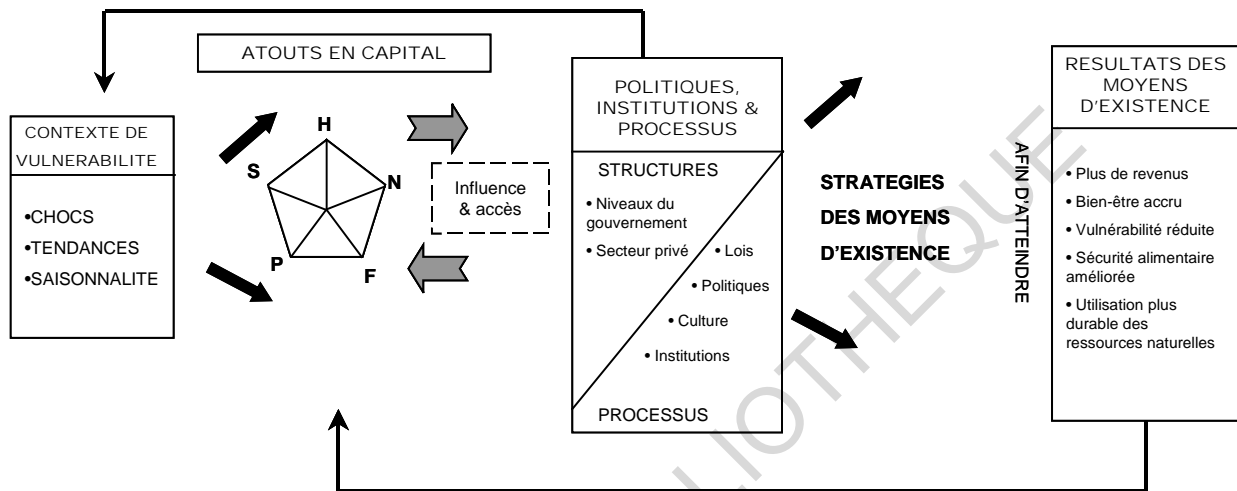 ATOUTS EN CAPITAL
CONTEXTE DE
VULNERABILITE
•CHOCS
•TENDANCES
•SAISONNALITE
H
S
N
P
F
Influence
& accès
POLITIQUES,
INSTITUTIONS &
PROCESSUS
STRUCTURES
• Niveaux du
gouvernement
• Secteur privé
• Lois
• Politiques
• Culture
• Institutions
PROCESSUS
STRATEGIES
DES MOYENS
D'EXISTENCE
AFIN D'ATTEINDRE
RESULTATS DES
MOYENS
D'EXISTENCE
• Plus de revenus
• Bien-être accru
• Vulnérabilité réduite
• Sécurité alimentaire
améliorée
• Utilisation plus
durable des
ressources naturelles
LIOTHEQUE